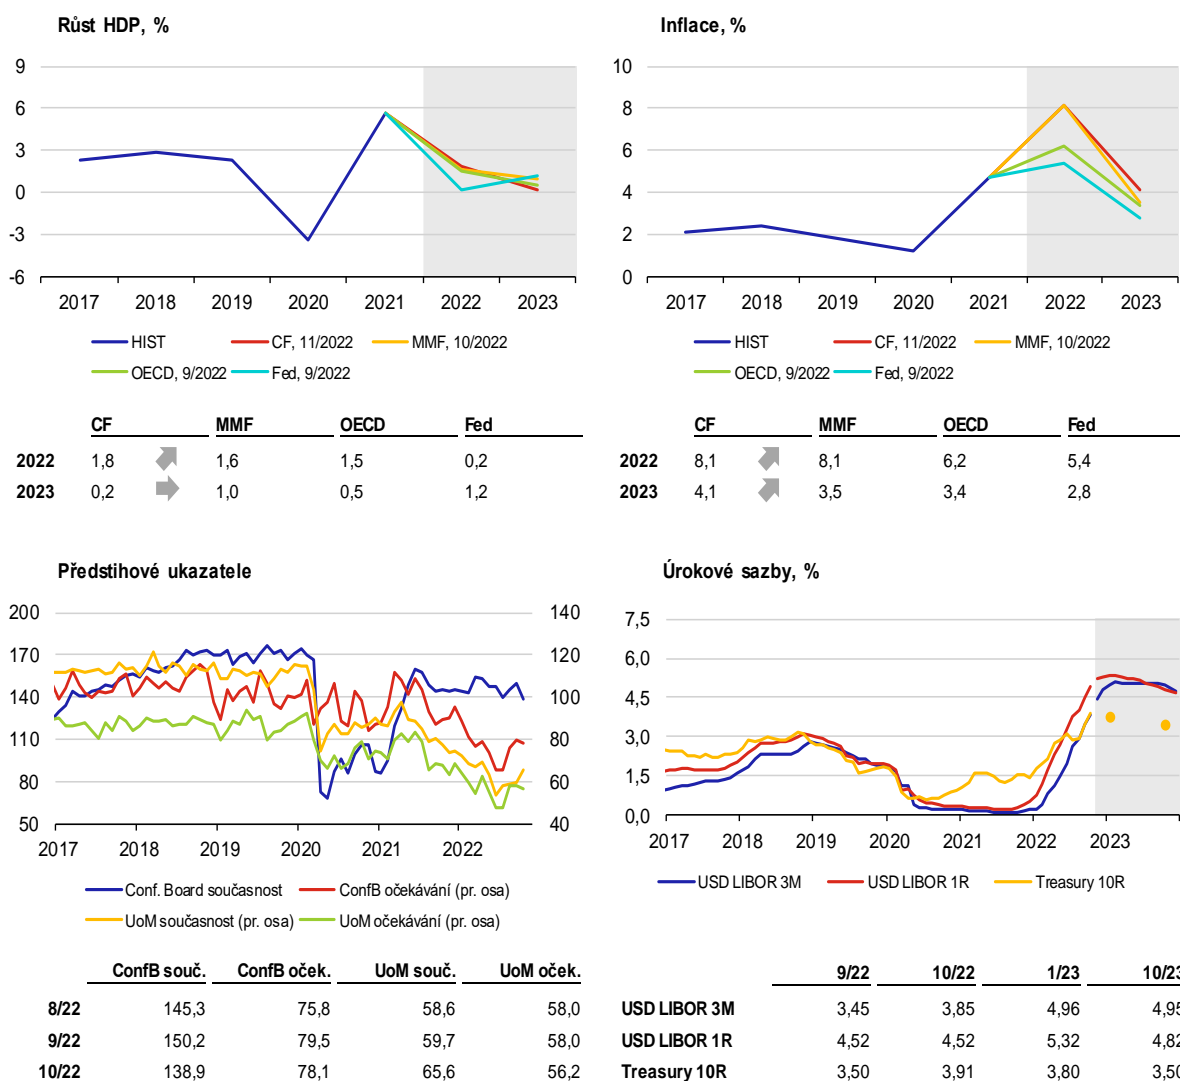 Růst HDP, %
9
6
3
0
-3
-6
2017 2018 2019 2020 2021 2022 2023
HIST CF, 11/2022 MMF, 10/2022
OECD, 9/2022 Fed, 9/2022
CF MMF OECD Fed
2022 1,8 1,6 1,5 0,2
2023 0,2 1,0 0,5 1,2
Inflace, %
10
8
6
4
2
0
2017 2018 2019 2020 2021 2022 2023
HIST CF, 11/2022 MMF, 10/2022
OECD, 9/2022 Fed, 9/2022
CF MMF OECD Fed
2022 8,1 8,1 6,2 5,4
2023 4,1 3,5 3,4 2,8
Předstihové ukazatele
200 140
170 120
140 100
110 80
80 60
50 40
2017 2018 2019 2020 2021 2022
Conf. Board současnost ConfB očekávání (pr. osa)
UoM současnost (pr. osa) UoM očekávání (pr. osa)
ConfB souč. ConfB oček. UoM souč. UoM oček.
8/22 145,3 75,8 58,6 58,0
9/22 150,2 79,5 59,7 58,0
10/22 138,9 78,1 65,6 56,2
Úrokové sazby, %
7,5
6,0
4,5
3,0
1,5
0,0
2017 2018 2019 2020 2021 2022 2023
USD LIBOR 3M USD LIBOR 1R Treasury 10R
9/22 10/22 1/23 10/23
USD LIBOR 3M 3,45 3,85 4,96 4,95
USD LIBOR 1R 4,52 4,52 5,32 4,82
Treasury 10R 3,50 3,91 3,80 3,50